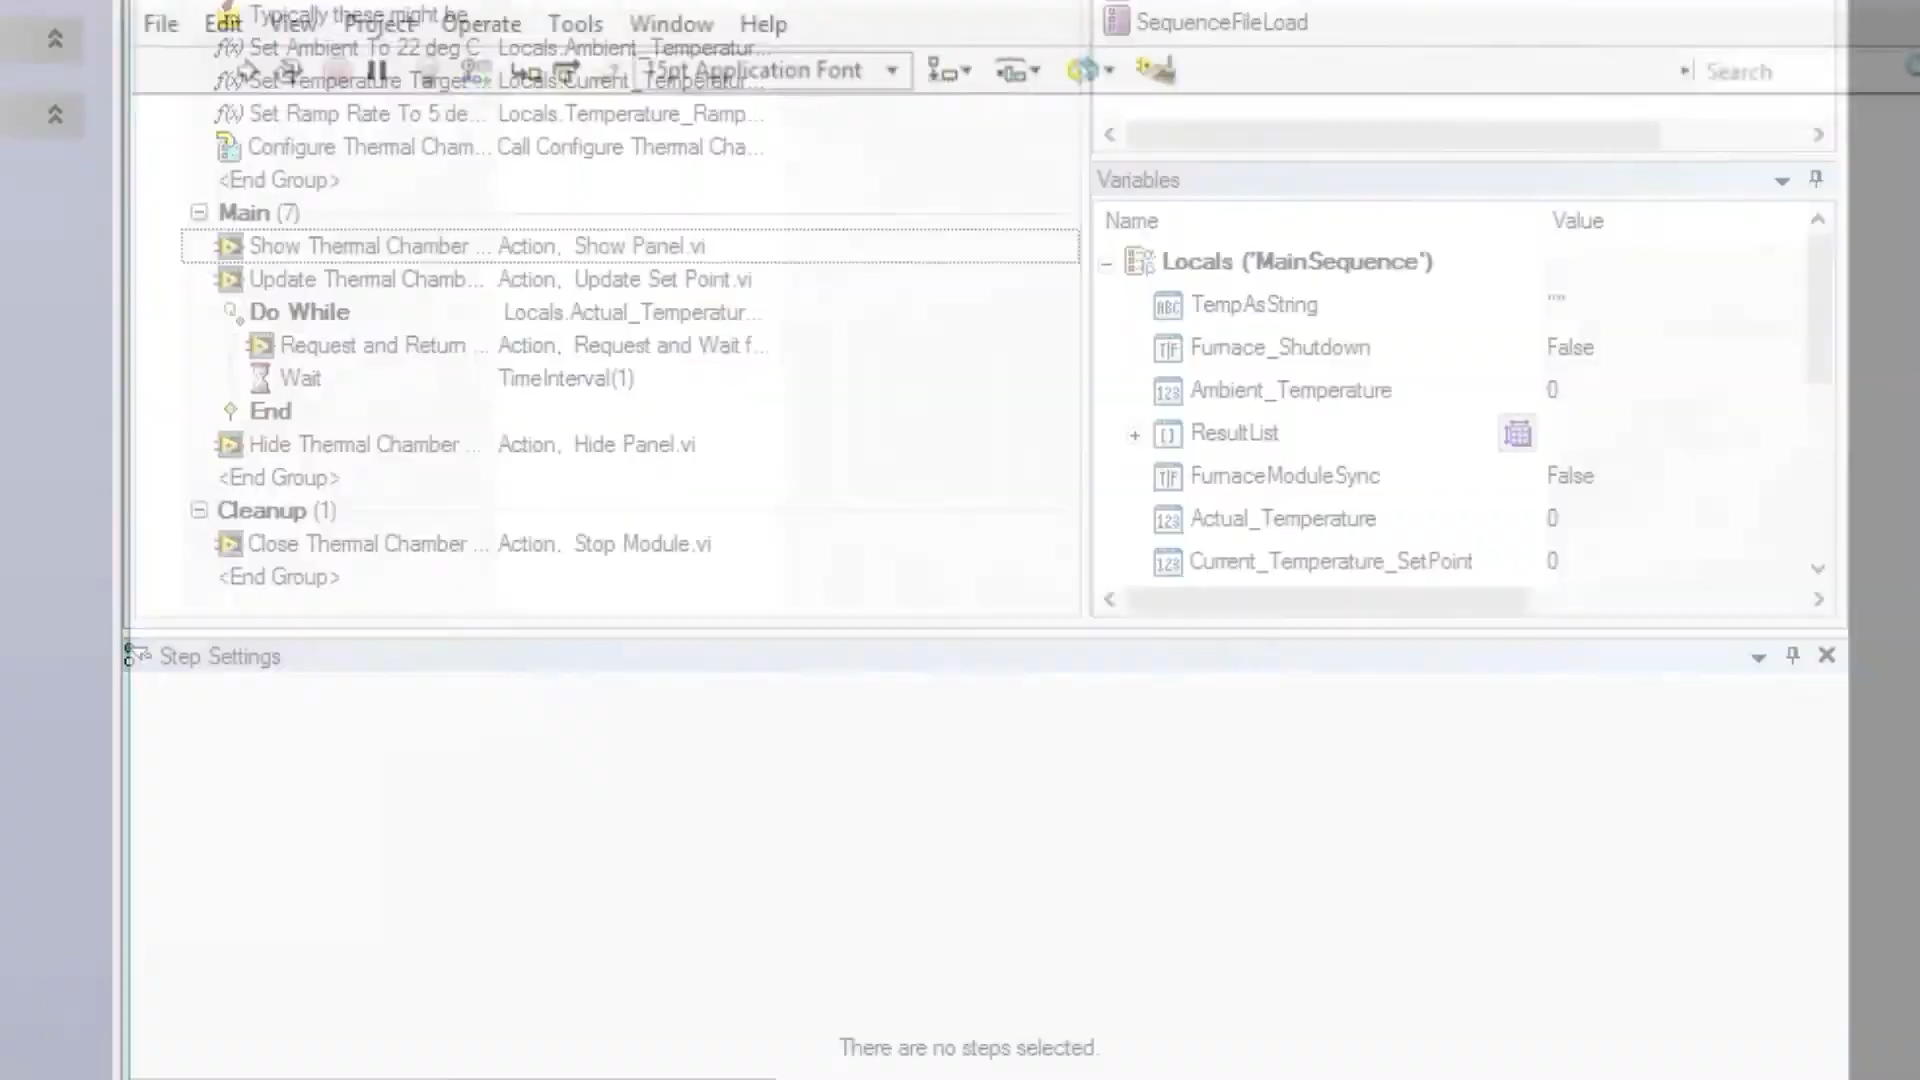 Typically these might be
File Edit View Project Operate Tools Window Help
SequenceFileLoad
f(x) Set Ambient To 22 deg C Locals.Ambient_Temperatur...
15pt Application Font
Search
f(x) Set Temperature Target Locals.Current_Temperatur...
f(x) Set Ramp Rate To 5 de... Locals.Temperature_Ramp...
Configure Thermal Cham... Call Configure Thermal Cha...
<End Group>
Main (7)
Show Thermal Chamber ... Action, Show Panel.vi
Update Thermal Chamb... Action, Update Set Point.vi
Do While Locals.Actual_Temperatur...
Request and Return ... Action, Request and Wait f...
Wait TimeInterval(1)
End
Hide Thermal Chamber ... Action, Hide Panel.vi
<End Group>
Cleanup (1)
Close Thermal Chamber ... Action, Stop Module.vi
<End Group>
Variables
Name Value
Locals ('MainSequence')
TempAsString ""
Furnace_Shutdown False
Ambient_Temperature 0
ResultList
FurnaceModuleSync False
Actual_Temperature 0
Current_Temperature_SetPoint 0
Step Settings
There are no steps selected.